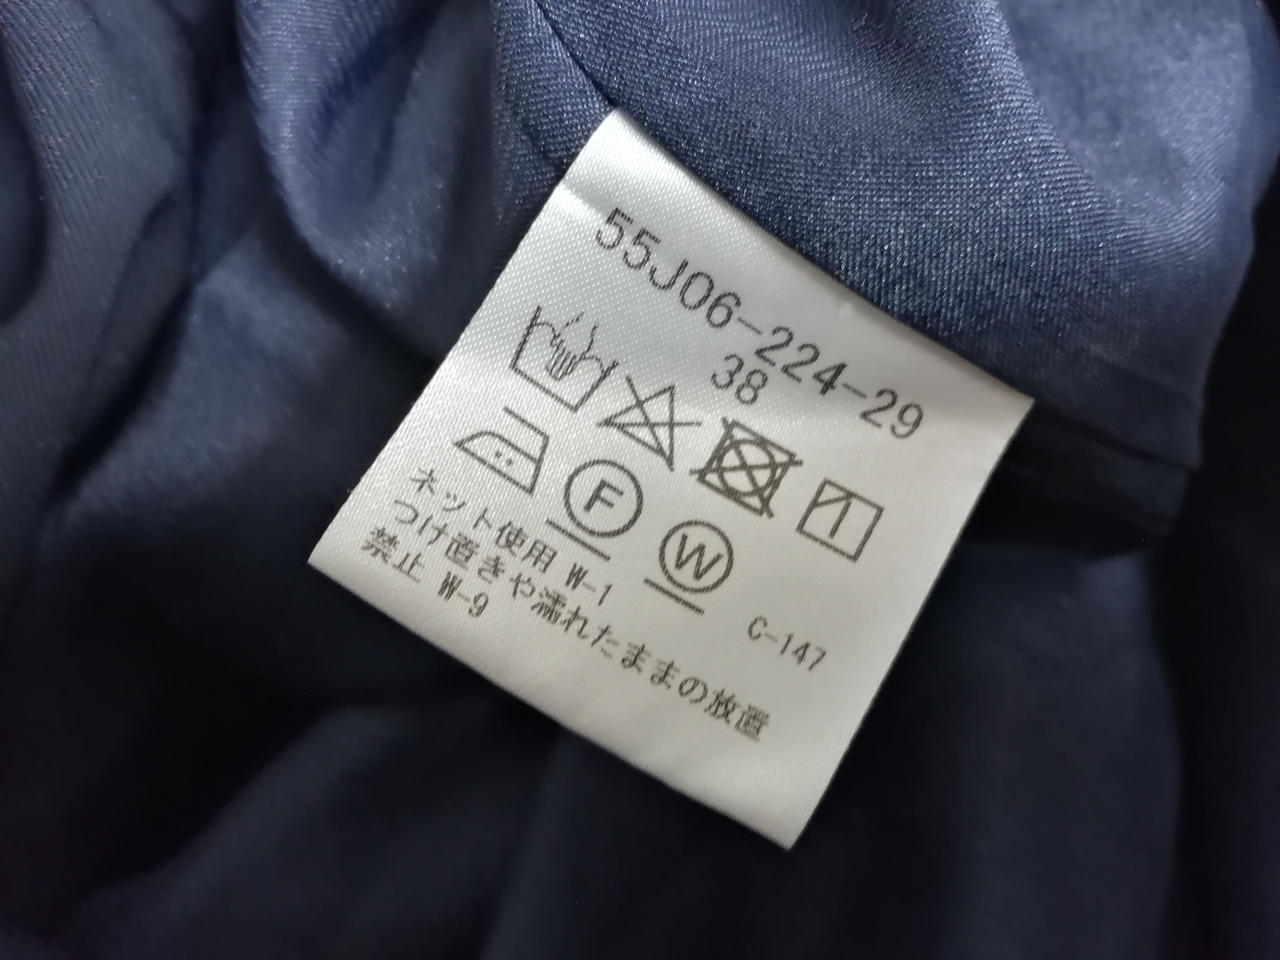 55J06-224-29
38
F
W
ネット使用 W-1
つけ置きや濡れたままの放置
禁止 W-9
C-147